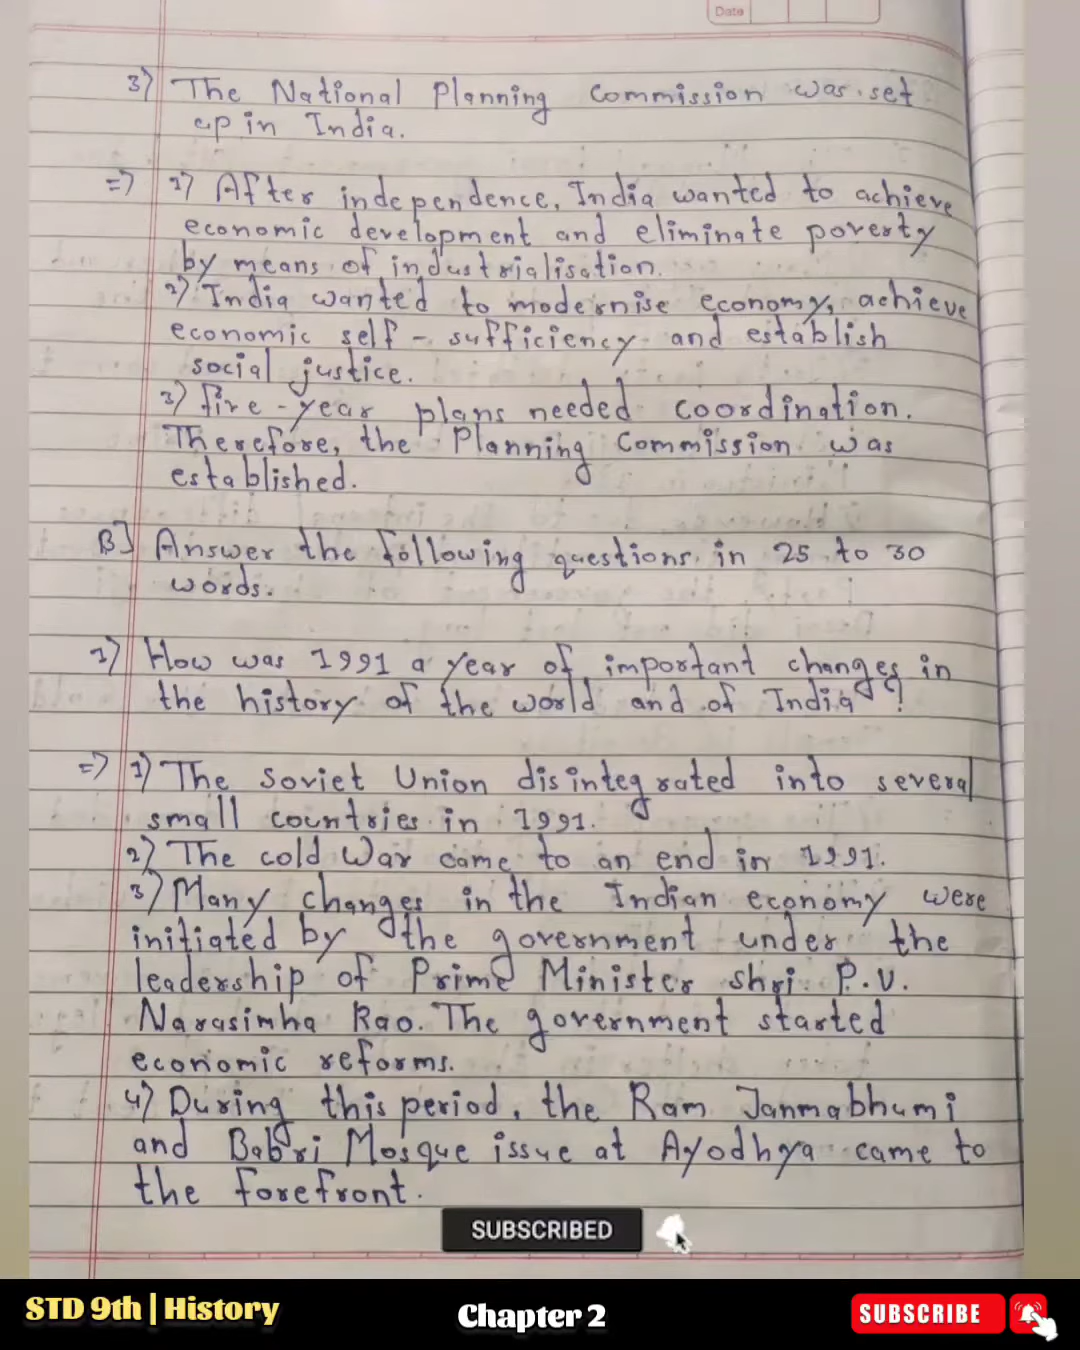 Date
3) The National Planning Commission was set
up in India.
=> 1) After independence, India wanted to achieve
economic development and eliminate poverty
by means of industrialisation.
2) India wanted to modernise economy, achieve
economic self - sufficiency and establish
social justice.
3) five - year plans needed coordination.
Therefore, the Planning Commission was
established.
B] Answer the following questions in 25 to 30
words.
1) How was 1991 a year of important changes in
the history of the world and of India ?
=> 1) The Soviet Union disintegrated into several
small countries in 1991.
2) The cold War came to an end in 1991.
3) Many changes in the Indian economy were
initiated by the government under the
leadership of Prime Minister shri P.V.
Narasimha Rao. The government started
economic reforms.
4) During this period, the Ram Janmabhumi
and Babri Mosque issue at Ayodhya came to
the forefront.
SUBSCRIBED
STD 9th | History
Chapter 2
SUBSCRIBE